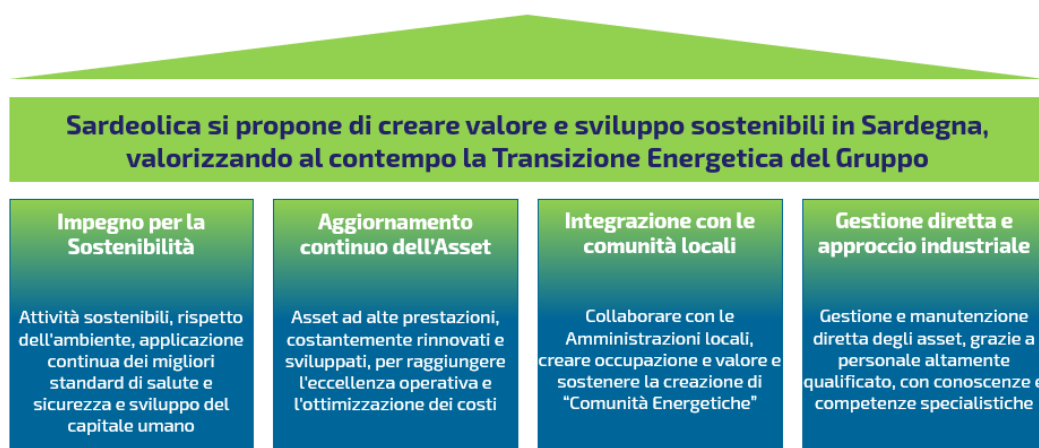 Sardeolica si propone di creare valore e sviluppo sostenibili in Sardegna,
valorizzando al contempo la Transizione Energetica del Gruppo
Impegno per la
Sostenibilità
Attività sostenibili, rispetto
dell'ambiente, applicazione
continua dei migliori
standard di salute e
sicurezza e sviluppo del
capitale umano
Aggiornamento
continuo dell'Asset
Asset ad alte prestazioni,
costantemente rinnovati e
sviluppati, per raggiungere
l'eccellenza operativa e
l'ottimizzazione dei costi
Integrazione con le
comunità locali
Collaborare con le
Amministrazioni locali,
creare occupazione e valore e
sostenere la creazione di
“Comunità Energetiche”
Gestione diretta e
approccio industriale
Gestione e manutenzione
diretta degli asset, grazie a
personale altamente
qualificato, con conoscenze e
competenze specialistiche